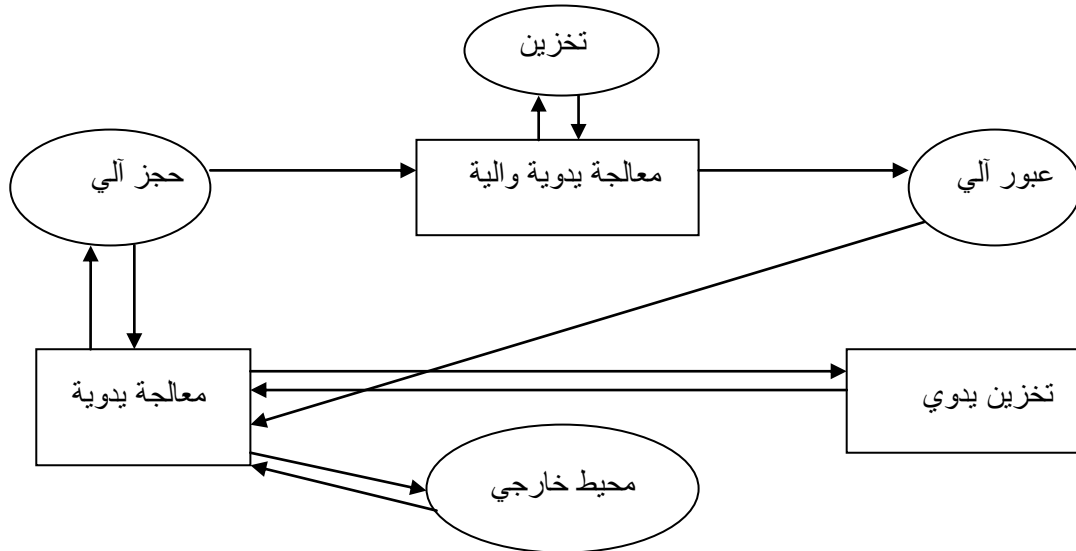 تخزين
حجز آلي
معالجة يدوية والية
عبور آلي
معالجة يدوية
تخزين يدوي
محيط خارجي